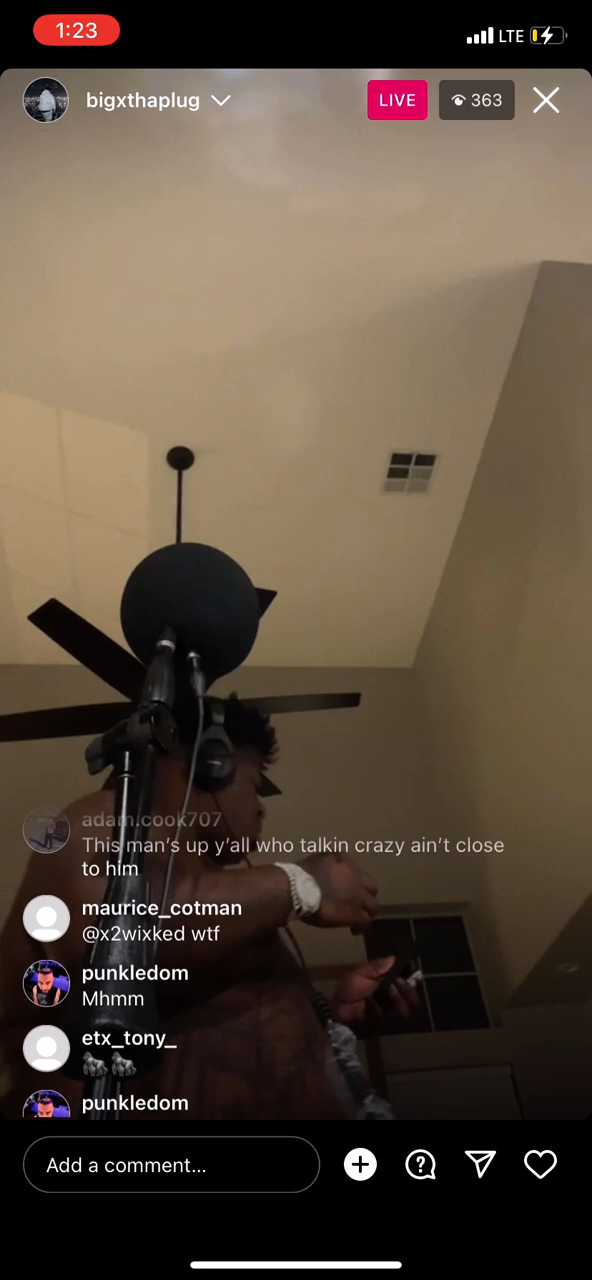 1:23
LTE
bigxthaplug
LIVE
363
adam.cook707
This man's up y'all who talkin crazy ain't close
to him
maurice_cotman
@x2wixked wtf
punkledom
Mhmm
etx_tony_
🦍🦍
punkledom
Add a comment...